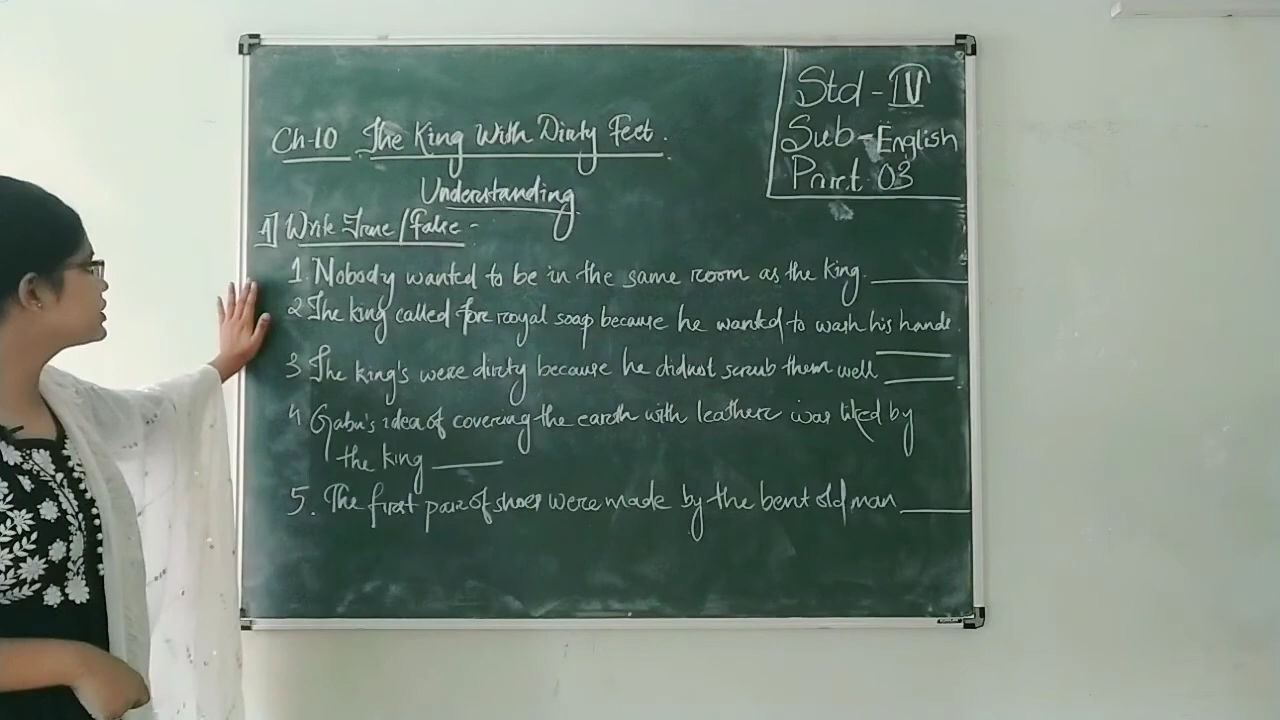 Std - IV
Sub - English
Part 03
Ch-10 The King With Dirty Feet.
Understanding
A] Write True / False -
1. Nobody wanted to be in the same room as the king. ____
2 The king called for royal soap because he wanted to wash his hands ____
3 The king's were dirty because he didnot scrub them well ____
4 Gabu's idea of covering the earth with leather was liked by
the king ____
5. The first pair of shoes were made by the bent old man ____